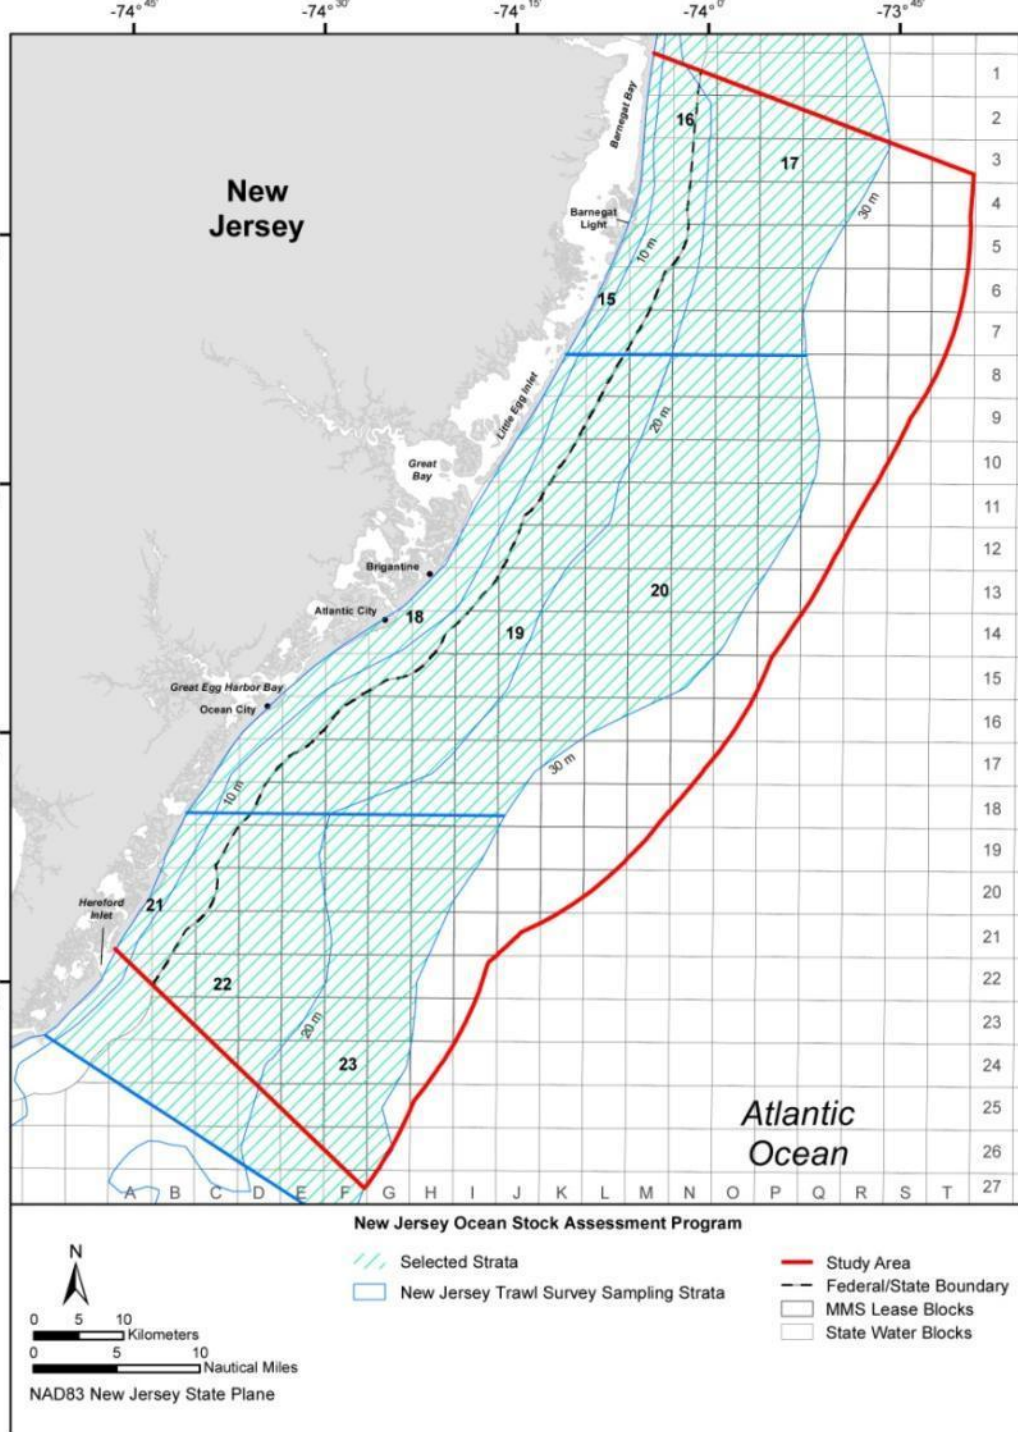 -74°45'
-74°30'
-74°15'
-74°0'
-73°45'
1
2
3
4
5
6
7
8
9
10
11
12
13
14
15
16
17
18
19
20
21
22
23
24
25
26
27
Barnegat Bay
16
17
New
Jersey
Barnegat
Light
30 m
10 m
15
Little Egg Inlet
20 m
Great
Bay
Brigantine
20
Atlantic City
18
19
Great Egg Harbor Bay
Ocean City
30 m
10 m
Hereford
Inlet
21
22
20 m
23
Atlantic
Ocean
A B C D E F G H I J K L M N O P Q R S T
New Jersey Ocean Stock Assessment Program
N
Selected Strata
New Jersey Trawl Survey Sampling Strata
Study Area
Federal/State Boundary
MMS Lease Blocks
State Water Blocks
0 5 10
Kilometers
0 5 10
Nautical Miles
NAD83 New Jersey State Plane